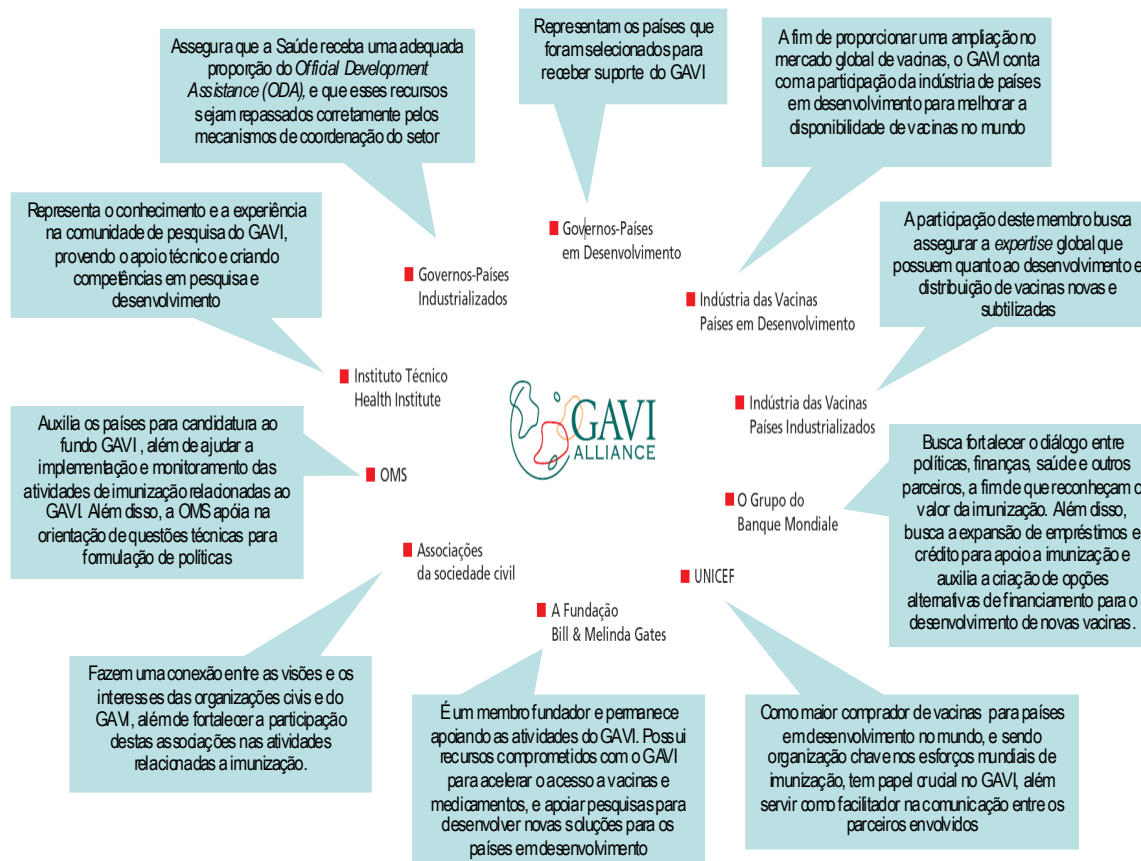 Assegura que a Saúde receba uma adequada
proporção do Official Development
Assistance (ODA), e que esses recursos
sejam repassados corretamente pelos
mecanismos de coordenação do setor
Representam os países que
foram selecionados para
receber suporte do GAVI
A fim de proporcionar uma ampliação no
mercado global de vacinas, o GAVI conta
com a participação da indústria de países
em desenvolvimento para melhorar a
disponibilidade de vacinas no mundo
Representa o conhecimento e a experiência
na comunidade de pesquisa do GAVI,
provendo o apoio técnico e criando
competências em pesquisa e
desenvolvimento
A participação deste membro busca
assegurar a expertise global que
possuem quanto ao desenvolvimento e
distribuição de vacinas novas e
subtilizadas
Governos-Países
em Desenvolvimento
Governos-Países
Industrializados
Indústria das Vacinas
Países em Desenvolvimento
Instituto Técnico
Health Institute
Indústria das Vacinas
Países Industrializados
GAVI
ALLIANCE
OMS
O Grupo do
Banque Mondiale
Associações
da sociedade civil
UNICEF
A Fundação
Bill & Melinda Gates
Auxilia os países para candidatura ao
fundo GAVI , além de ajudar a
implementação e monitoramento das
atividades de imunização relacionadas ao
GAVI. Além disso, a OMS apóia na
orientação de questões técnicas para
formulação de políticas
Busca fortalecer o diálogo entre
políticas, finanças, saúde e outros
parceiros, a fim de que reconheçam o
valor da imunização. Além disso,
busca a expansão de empréstimos e
crédito para apoio a imunização e
auxilia a criação de opções
alternativas de financiamento para o
desenvolvimento de novas vacinas.
Fazem uma conexão entre as visões e os
interesses das organizações civis e do
GAVI, além de fortalecer a participação
destas associações nas atividades
relacionadas a imunização.
É um membro fundador e permanece
apoiando as atividades do GAVI. Possui
recursos comprometidos com o GAVI
para acelerar o acesso a vacinas e
medicamentos, e apoiar pesquisas para
desenvolver novas soluções para os
países em desenvolvimento
Como maior comprador de vacinas para países
em desenvolvimento no mundo, e sendo
organização chave nos esforços mundiais de
imunização, tem papel crucial no GAVI, além
servir como facilitador na comunicação entre os
parceiros envolvidos